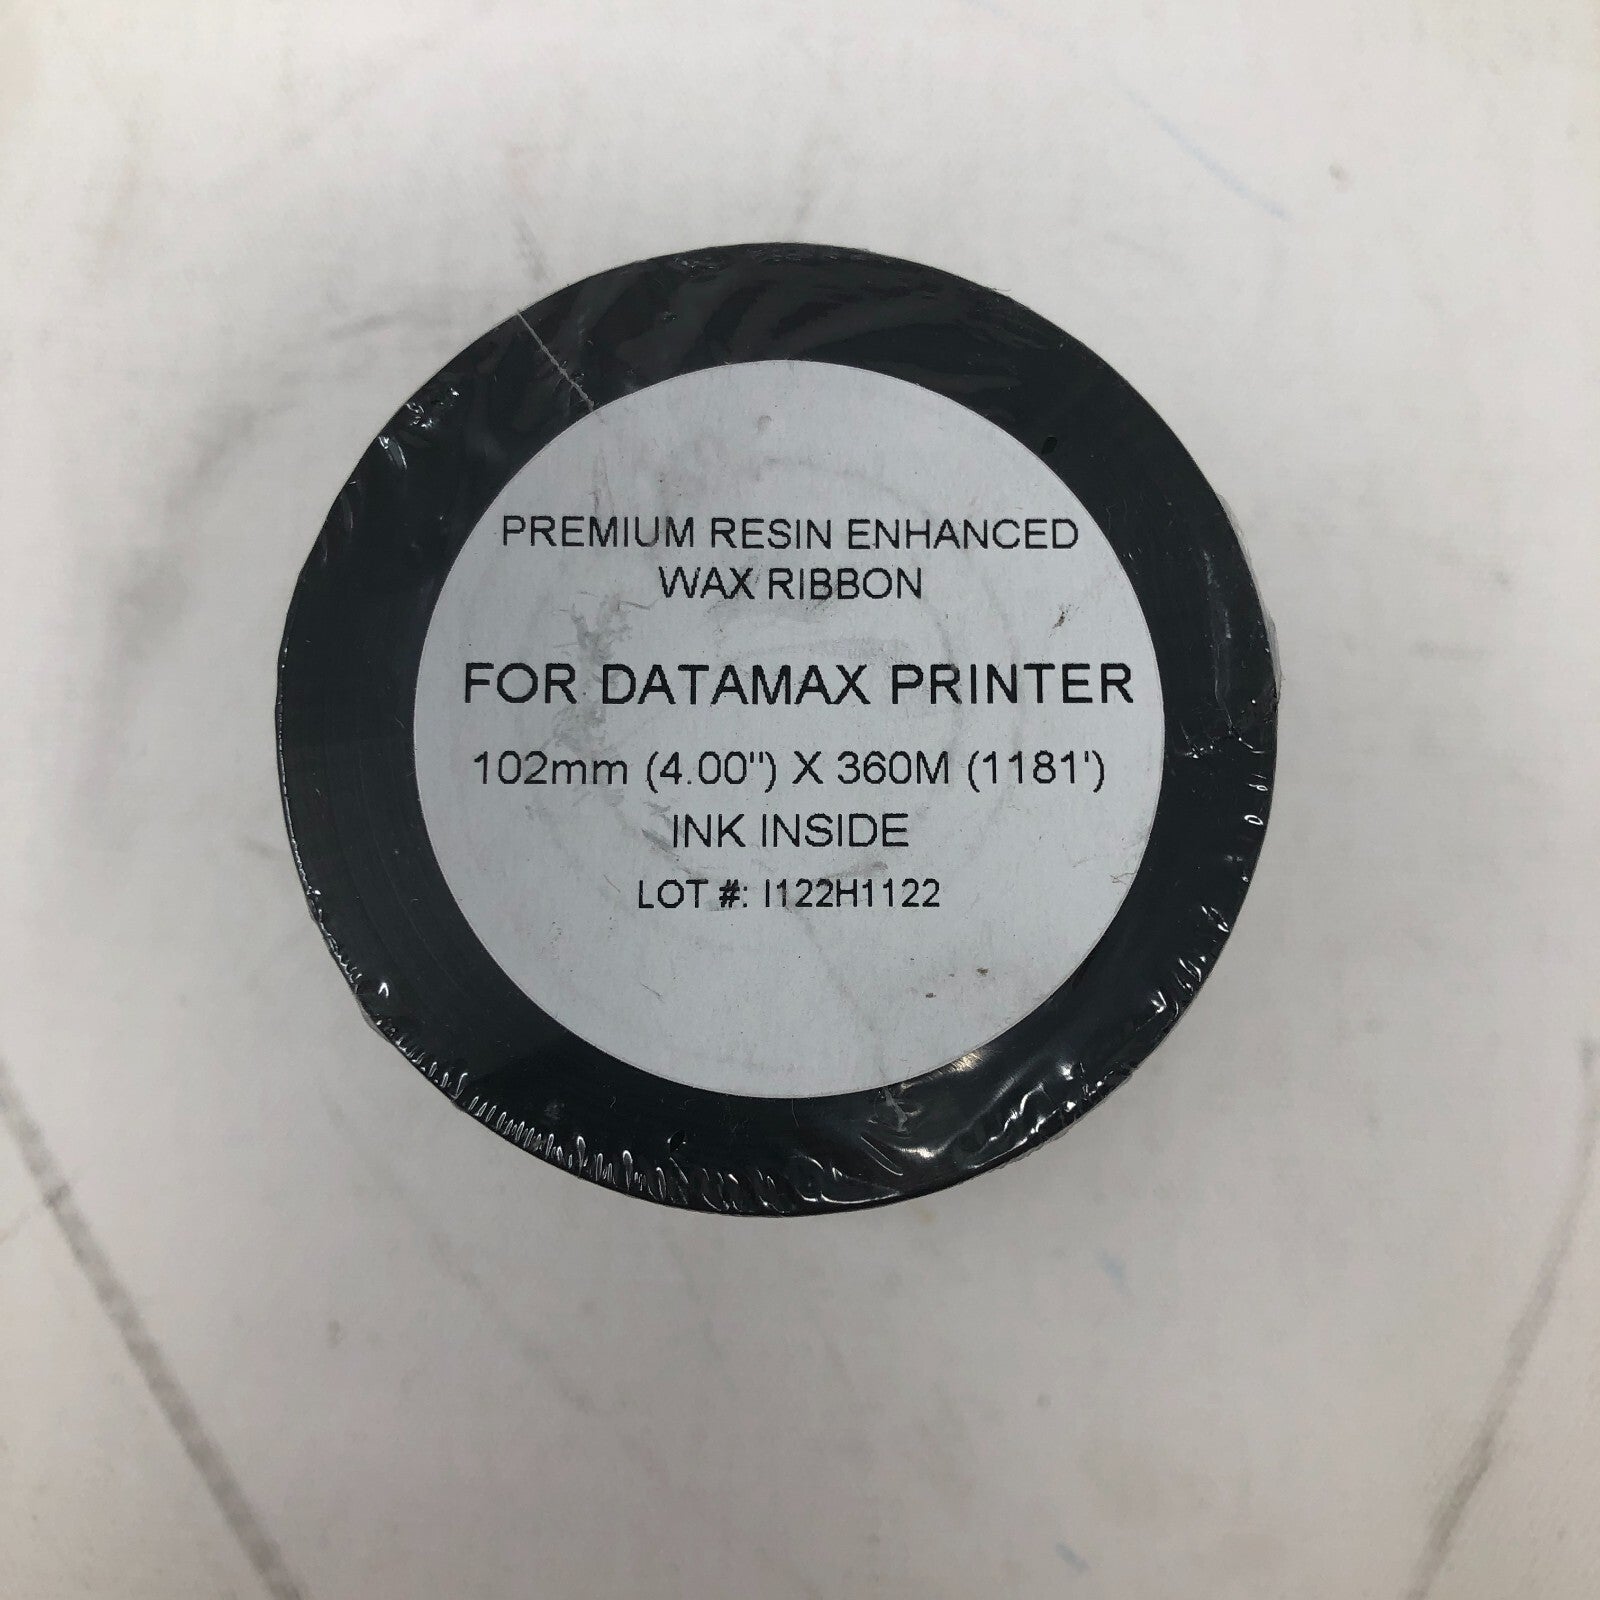 PREMIUM RESIN ENHANCED
WAX RIBBON
FOR DATAMAX PRINTER
102mm (4.00") X 360M (1181')
INK INSIDE
LOT #: I122H1122